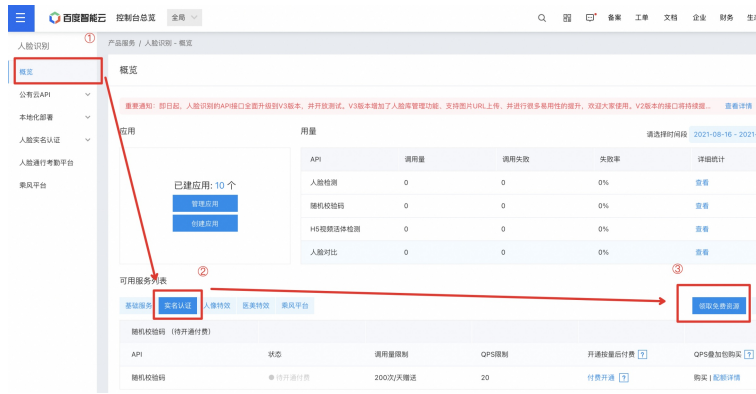 百度智能云 控制台总览 全局 备案 工单 文档 企业 财务
人脸识别 ① 产品服务 / 人脸识别 - 概览
概览
公有云API
本地化部署
人脸实名认证
人脸通行考勤平台
乘风平台
概览
重要通知：即日起，人脸识别的API接口全面升级到V3版本，并开放测试。V3版本增加了人脸库管理功能、支持图片URL上传、并进行很多易用性的提升，欢迎大家使用。V2版本的接口将持续提... 查看详情
应用
已建应用: 10 个
管理应用
创建应用
用量 请选择时间段 2021-08-16 - 2021-
API 调用量 调用失败 失败率 详细统计
人脸检测 0 0 0% 查看
随机校验码 0 0 0% 查看
H5视频活体检测 0 0 0% 查看
人脸对比 0 0 0% 查看
可用服务列表 ② ③
基础服务 实名认证 人像特效 医美特效 乘风平台 领取免费资源
随机校验码 (待开通付费)
API 状态 调用量限制 QPS限制 开通按量后付费 ? QPS叠加包购买 ?
随机校验码 待开通付费 200次/天赠送 20 付费开通 ? 购买 | 配额详情